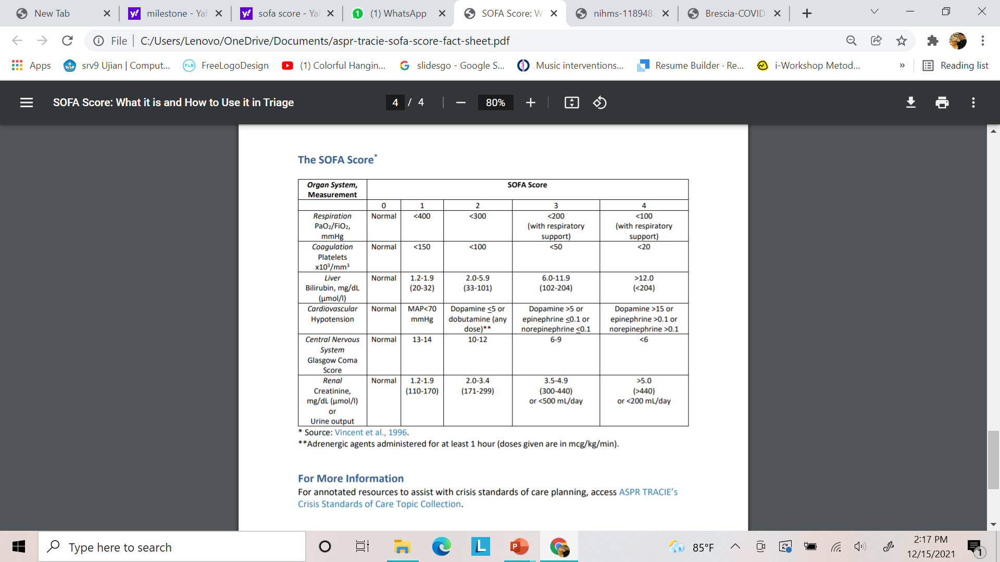 New Tab
milestone - Yah
sofa score - Yah
(1) WhatsApp
SOFA Score: W
nihms-118948
Brescia-COVID
File
C:/Users/Lenovo/OneDrive/Documents/aspr-tracie-sofa-score-fact-sheet.pdf
Apps
srv9 Ujian | Comput...
FreeLogoDesign
(1) Colorful Hangin...
slidesgo - Google S...
Music interventions...
Resume Builder · Re...
i-Workshop Metod...
»
Reading list
SOFA Score: What it is and How to Use it in Triage
4 / 4
80%
The SOFA Score*
Organ System, Measurement
SOFA Score
0 1 2 3 4
Respiration PaO₂/FiO₂, mmHg
Normal
<400
<300
<200 (with respiratory support)
<100 (with respiratory support)
Coagulation Platelets x10³/mm³
Normal
<150
<100
<50
<20
Liver Bilirubin, mg/dL (μmol/l)
Normal
1.2-1.9 (20-32)
2.0-5.9 (33-101)
6.0-11.9 (102-204)
>12.0 (<204)
Cardiovascular Hypotension
Normal
MAP<70 mmHg
Dopamine ≤5 or dobutamine (any dose)**
Dopamine >5 or epinephrine ≤0.1 or norepinephrine ≤0.1
Dopamine >15 or epinephrine >0.1 or norepinephrine >0.1
Central Nervous System Glasgow Coma Score
Normal
13-14
10-12
6-9
<6
Renal Creatinine, mg/dL (μmol/l) or Urine output
Normal
1.2-1.9 (110-170)
2.0-3.4 (171-299)
3.5-4.9 (300-440) or <500 mL/day
>5.0 (>440) or <200 mL/day
* Source: Vincent et al., 1996.
**Adrenergic agents administered for at least 1 hour (doses given are in mcg/kg/min).
For More Information
For annotated resources to assist with crisis standards of care planning, access ASPR TRACIE's
Crisis Standards of Care Topic Collection.
Type here to search
85°F
2:17 PM
12/15/2021
1